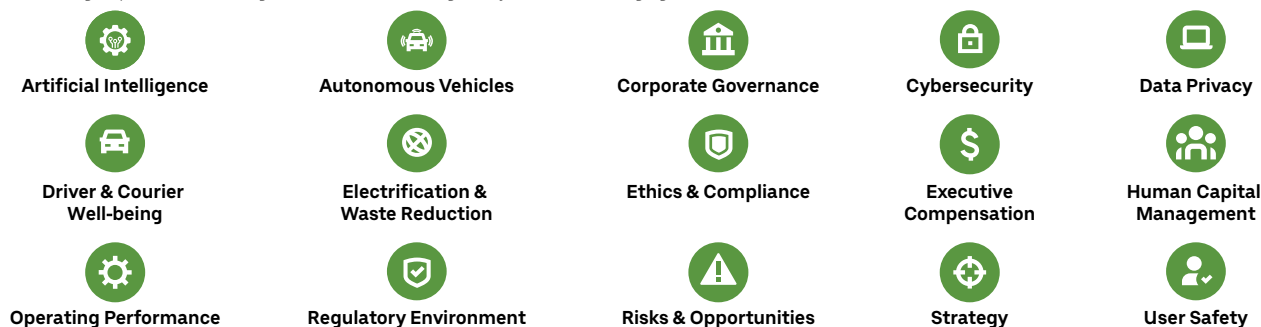 Artificial Intelligence
Autonomous Vehicles
Corporate Governance
Cybersecurity
Data Privacy
Driver & Courier
Well-being
Electrification &
Waste Reduction
Ethics & Compliance
Executive
Compensation
Human Capital
Management
Operating Performance
Regulatory Environment
Risks & Opportunities
Strategy
User Safety